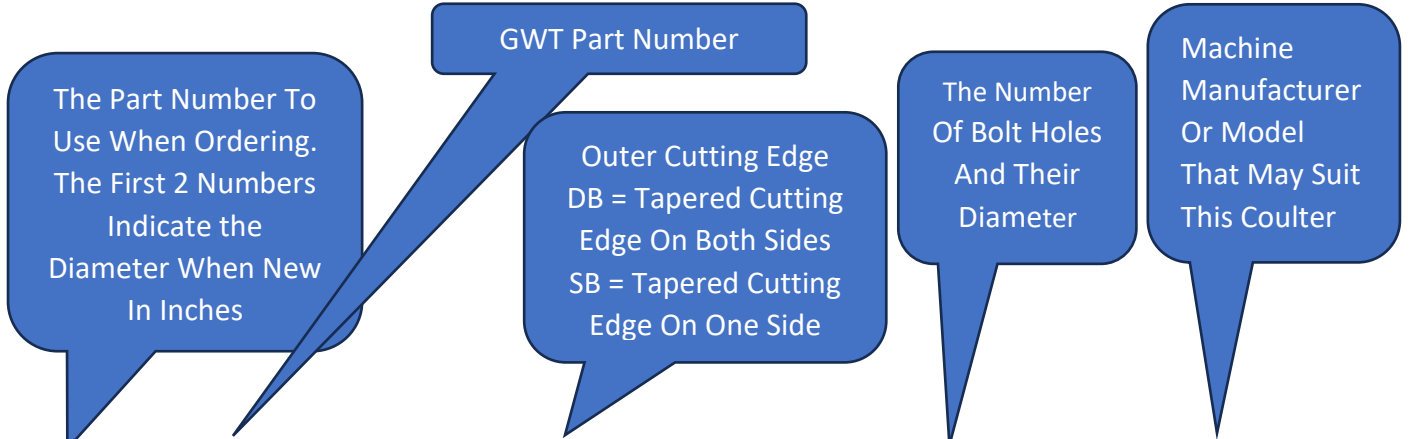 GWT Part Number
The Part Number To
Use When Ordering.
The First 2 Numbers
Indicate the
Diameter When New
In Inches
Outer Cutting Edge
DB = Tapered Cutting
Edge On Both Sides
SB = Tapered Cutting
Edge On One Side
The Number
Of Bolt Holes
And Their
Diameter
Machine
Manufacturer
Or Model
That May Suit
This Coulter